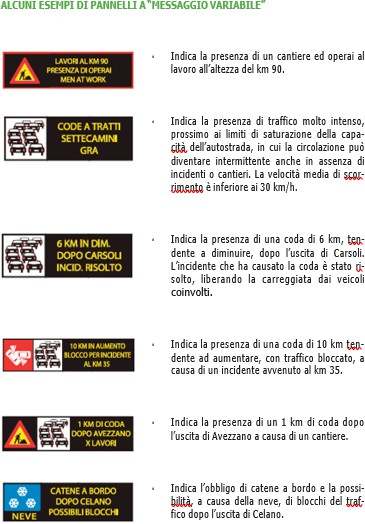 ALCUNI ESEMPI DI PANNELLI A “MESSAGGIO VARIABILE”
LAVORI AL KM 90
PRESENZA DI OPERAI
MEN AT WORK
Indica la presenza di un cantiere ed operai al
lavoro all’altezza del km 90.
CODE A TRATTI
SETTECAMINI
GRA
Indica la presenza di traffico molto intenso,
prossimo ai limiti di saturazione della capa-
cità dell’autostrada, in cui la circolazione può
diventare intermittente anche in assenza di
incidenti o cantieri. La velocità media di scor-
rimento è inferiore ai 30 km/h.
6 KM IN DIM.
DOPO CARSOLI
INCID. RISOLTO
Indica la presenza di una coda di 6 km, ten-
dente a diminuire, dopo l’uscita di Carsoli.
L’incidente che ha causato la coda è stato ri-
solto, liberando la carreggiata dai veicoli
coinvolti.
10 KM IN AUMENTO
BLOCCO PER INCIDENTE
AL KM 35
Indica la presenza di una coda di 10 km ten-
dente ad aumentare, con traffico bloccato, a
causa di un incidente avvenuto al km 35.
1 KM DI CODA
DOPO AVEZZANO
X LAVORI
Indica la presenza di un 1 km di coda dopo
l’uscita di Avezzano a causa di un cantiere.
NEVE
CATENE A BORDO
DOPO CELANO
POSSIBILI BLOCCHI
Indica l’obbligo di catene a bordo e la possi-
bilità, a causa della neve, di blocchi del traf-
fico dopo l’uscita di Celano.